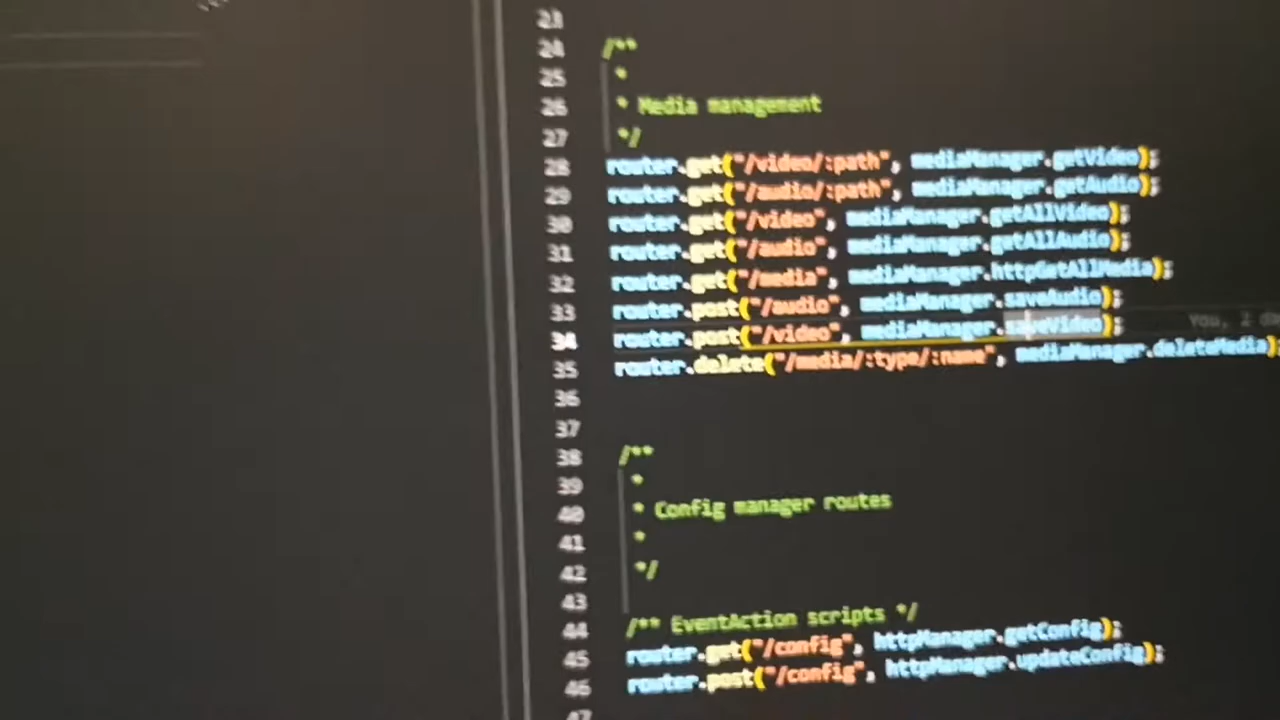 23
24 /**
25 *
26 * Media management
27 */
28 router.get("/video/:path", mediaManager.getVideo);
29 router.get("/audio/:path", mediaManager.getAudio);
30 router.get("/video", mediaManager.getAllVideo);
31 router.get("/audio", mediaManager.getAllAudio);
32 router.get("/media", mediaManager.httpGetAllMedia);
33 router.post("/audio", mediaManager.saveAudio);
34 router.post("/video", mediaManager.saveVideo); You, 2
35 router.delete("/media/:type/:name", mediaManager.deleteMedia);
36
37
38 /**
39 *
40 * Config manager routes
41 *
42 */
43
44 /** EventAction scripts */
45 router.get("/config", httpManager.getConfig);
46 router.post("/config", httpManager.updateConfig);
47